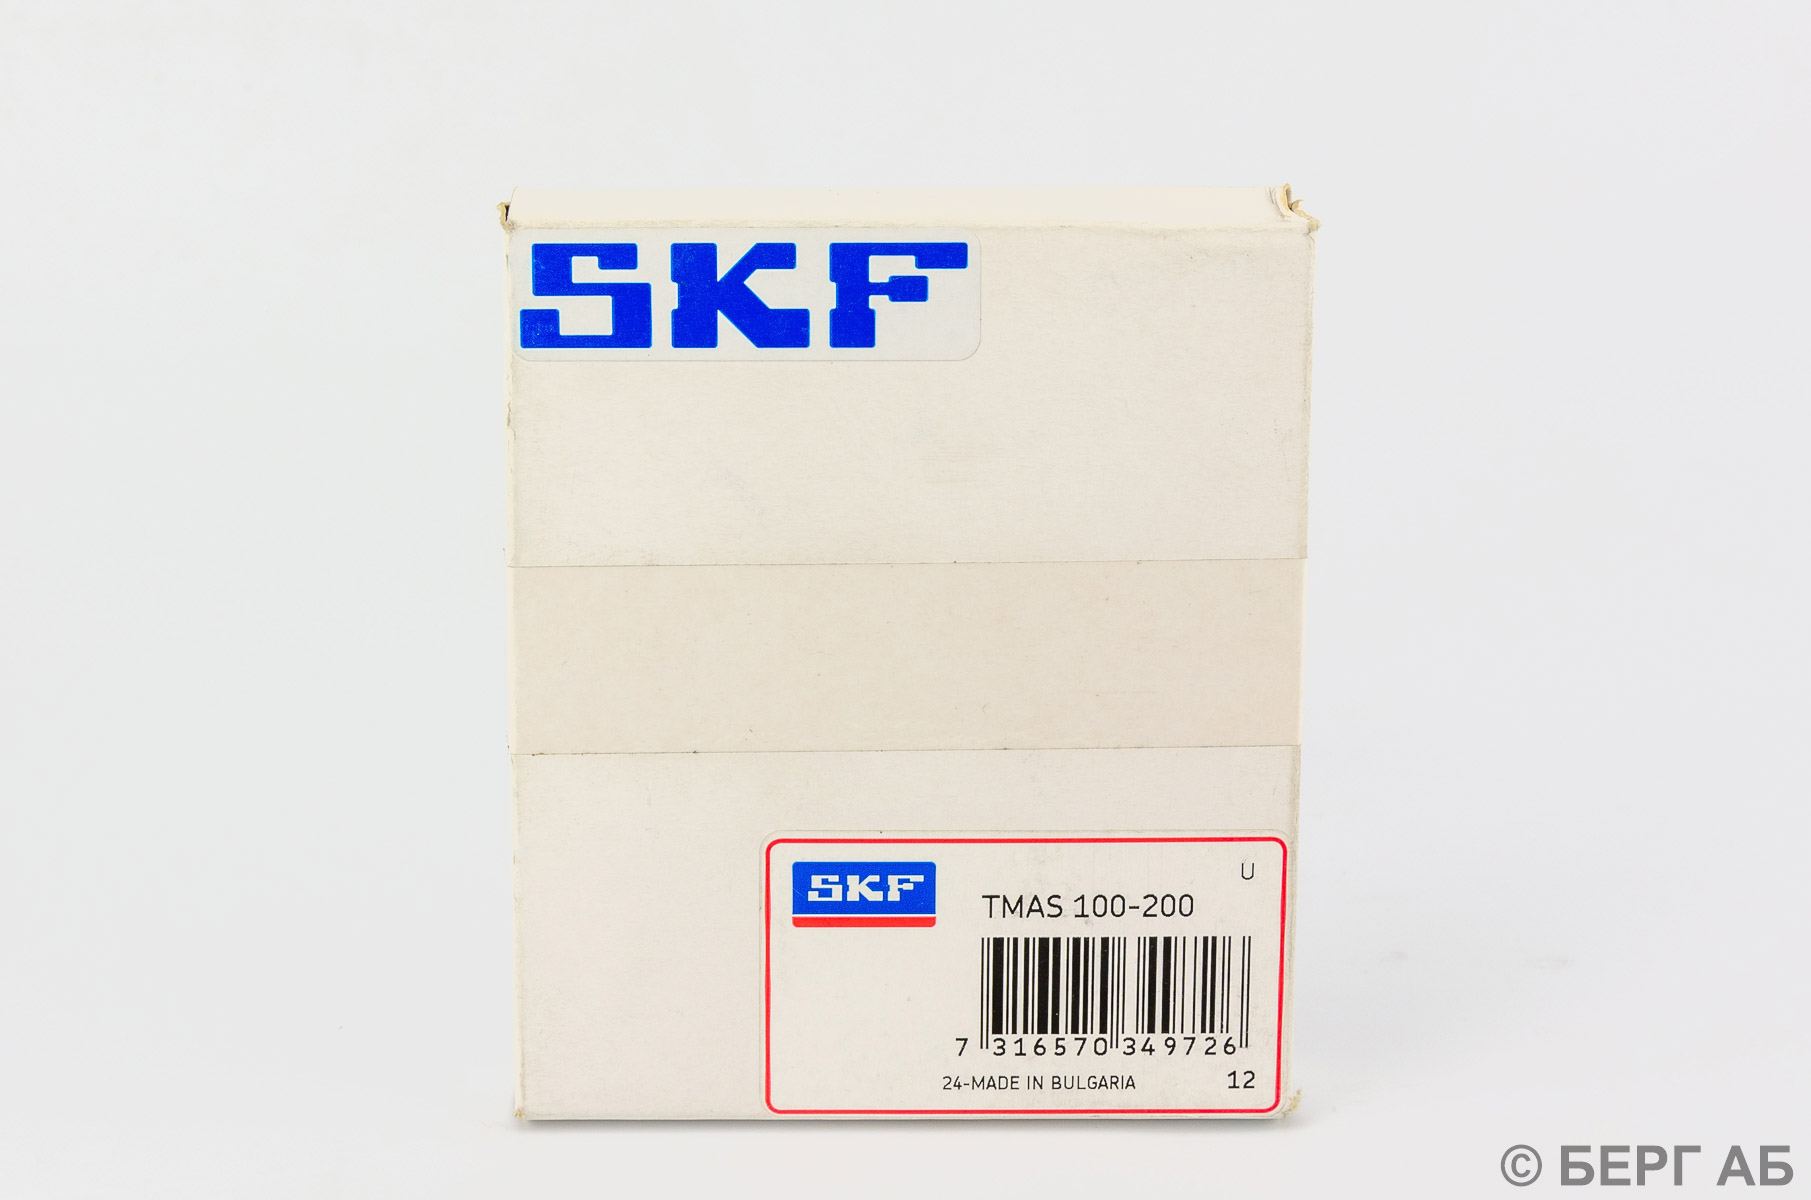 SKF
U
SKF
TMAS 100-200
7 316570 349726
24-MADE IN BULGARIA
12
© БЕРГ АБ